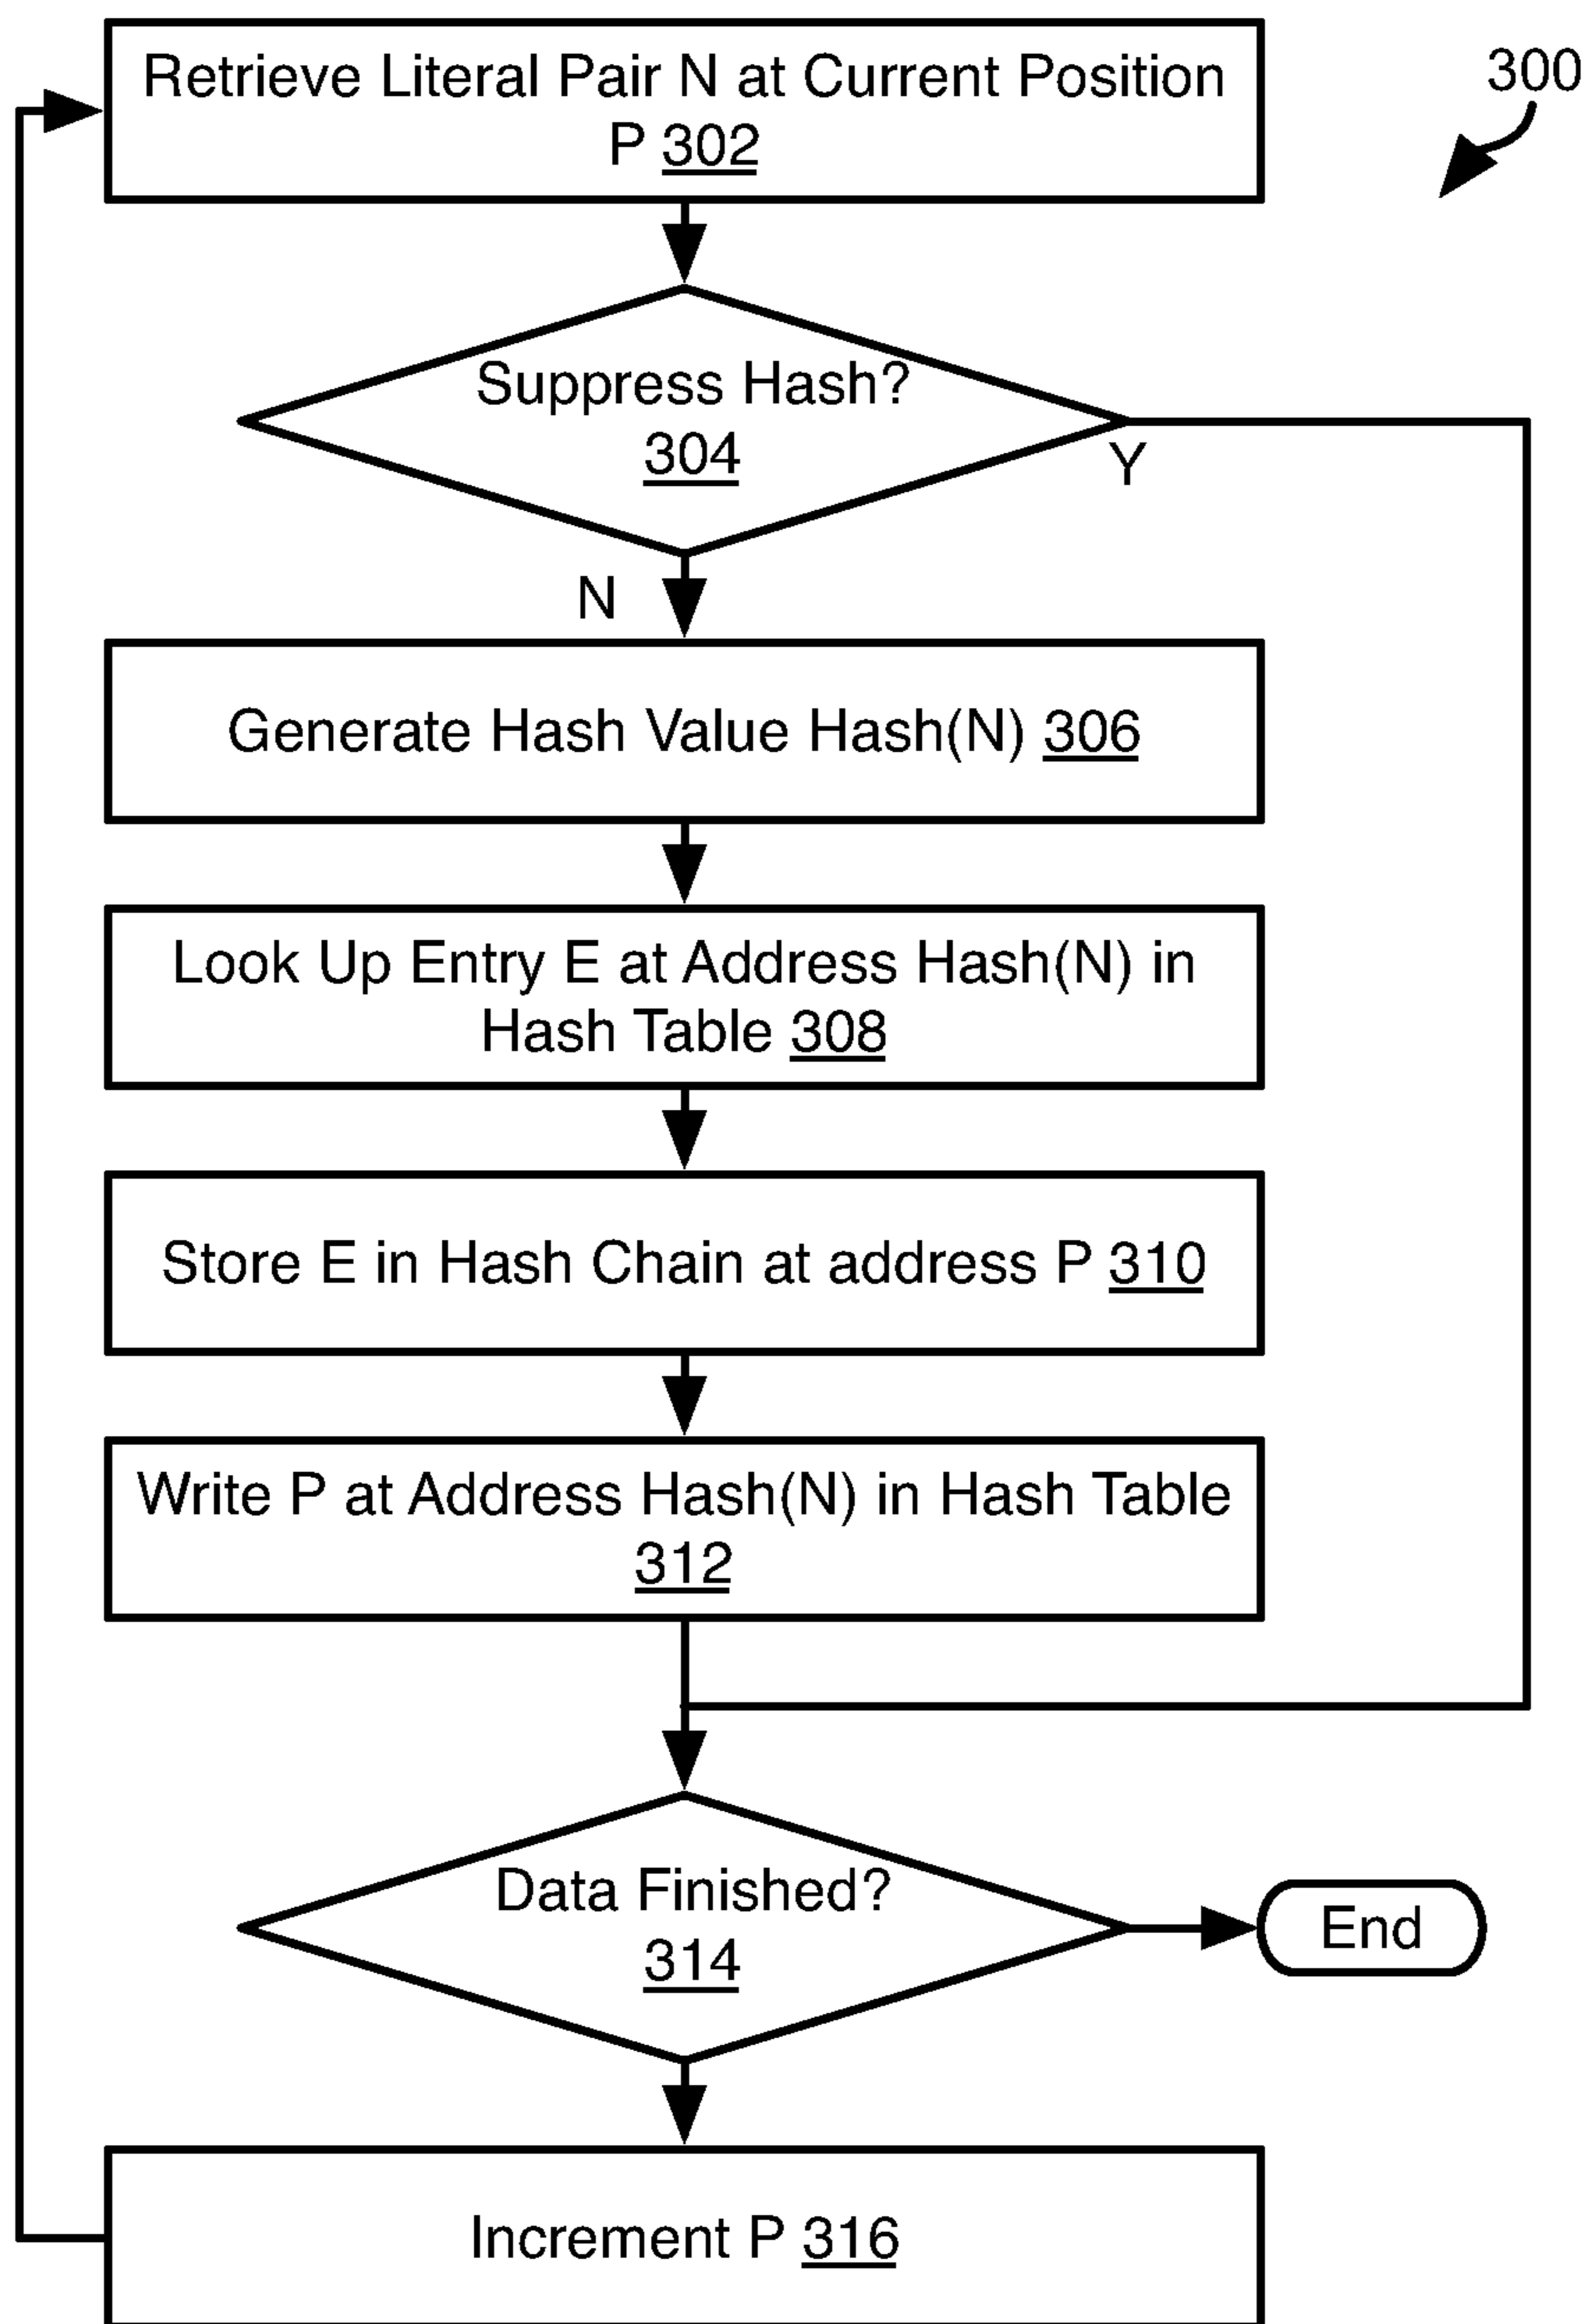 Retrieve Literal Pair N at Current Position
P 302
300
Suppress Hash?
304
Y
N
Generate Hash Value Hash(N) 306
Look Up Entry E at Address Hash(N) in
Hash Table 308
Store E in Hash Chain at address P 310
Write P at Address Hash(N) in Hash Table
312
Data Finished?
314
End
Increment P 316